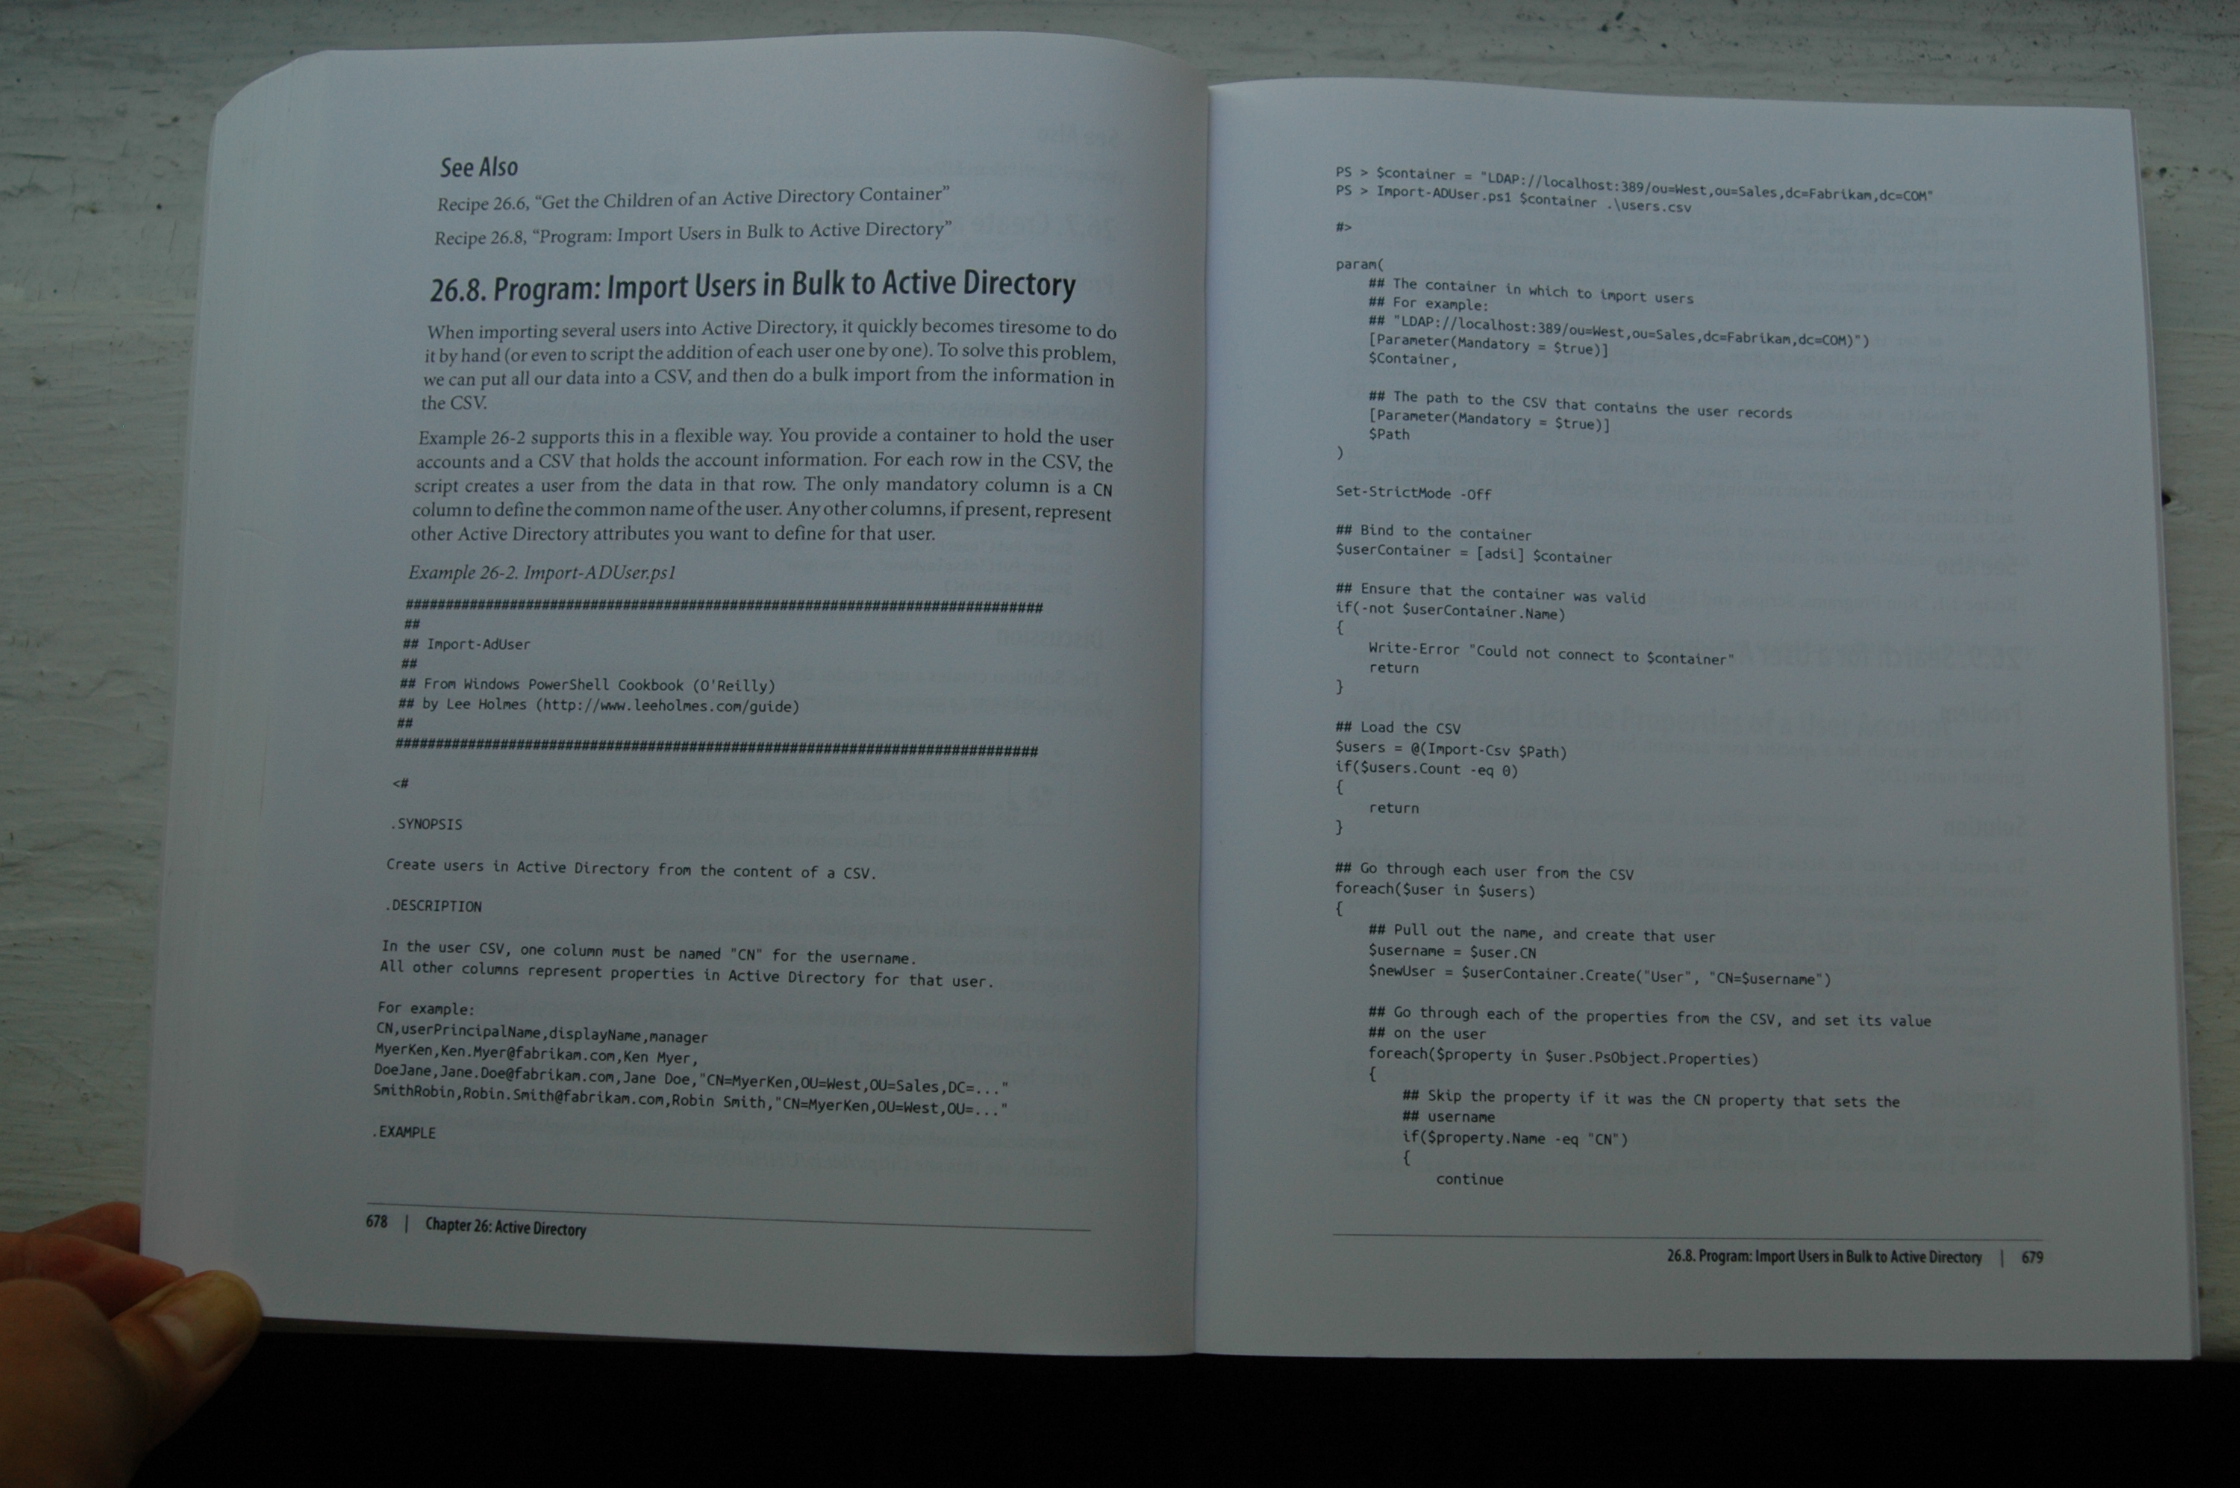 See Also
Recipe 26.6, “Get the Children of an Active Directory Container”
Recipe 26.8, “Program: Import Users in Bulk to Active Directory”
26.8. Program: Import Users in Bulk to Active Directory
When importing several users into Active Directory, it quickly becomes tiresome to do
it by hand (or even to script the addition of each user one by one). To solve this problem,
we can put all our data into a CSV, and then do a bulk import from the information in
the CSV.
Example 26-2 supports this in a flexible way. You provide a container to hold the user
accounts and a CSV that holds the account information. For each row in the CSV, the
script creates a user from the data in that row. The only mandatory column is a CN
column to define the common name of the user. Any other columns, if present, represent
other Active Directory attributes you want to define for that user.
Example 26-2. Import-ADUser.ps1
##############################################################################
##
## Import-AdUser
##
## From Windows PowerShell Cookbook (O'Reilly)
## by Lee Holmes (http://www.leeholmes.com/guide)
##
##############################################################################
<#
.SYNOPSIS
Create users in Active Directory from the content of a CSV.
.DESCRIPTION
In the user CSV, one column must be named "CN" for the username.
All other columns represent properties in Active Directory for that user.
For example:
CN,userPrincipalName,displayName,manager
MyerKen,Ken.Myer@fabrikam.com,Ken Myer,
DoeJane,Jane.Doe@fabrikam.com,Jane Doe,"CN=MyerKen,OU=West,OU=Sales,DC=..."
SmithRobin,Robin.Smith@fabrikam.com,Robin Smith,"CN=MyerKen,OU=West,OU=..."
.EXAMPLE
678 | Chapter 26: Active Directory
PS > $container = "LDAP://localhost:389/ou=West,ou=Sales,dc=Fabrikam,dc=COM"
PS > Import-ADUser.ps1 $container .\users.csv
#>
param(
    ## The container in which to import users
    ## For example:
    ## "LDAP://localhost:389/ou=West,ou=Sales,dc=Fabrikam,dc=COM)")
    [Parameter(Mandatory = $true)]
    $Container,
    ## The path to the CSV that contains the user records
    [Parameter(Mandatory = $true)]
    $Path
)
Set-StrictMode -Off
## Bind to the container
$userContainer = [adsi] $container
## Ensure that the container was valid
if(-not $userContainer.Name)
{
    Write-Error "Could not connect to $container"
    return
}
## Load the CSV
$users = @(Import-Csv $Path)
if($users.Count -eq 0)
{
    return
}
## Go through each user from the CSV
foreach($user in $users)
{
    ## Pull out the name, and create that user
    $username = $user.CN
    $newUser = $userContainer.Create("User", "CN=$username")
    ## Go through each of the properties from the CSV, and set its value
    ## on the user
    foreach($property in $user.PsObject.Properties)
    {
        ## Skip the property if it was the CN property that sets the
        ## username
        if($property.Name -eq "CN")
        {
            continue
26.8. Program: Import Users in Bulk to Active Directory | 679